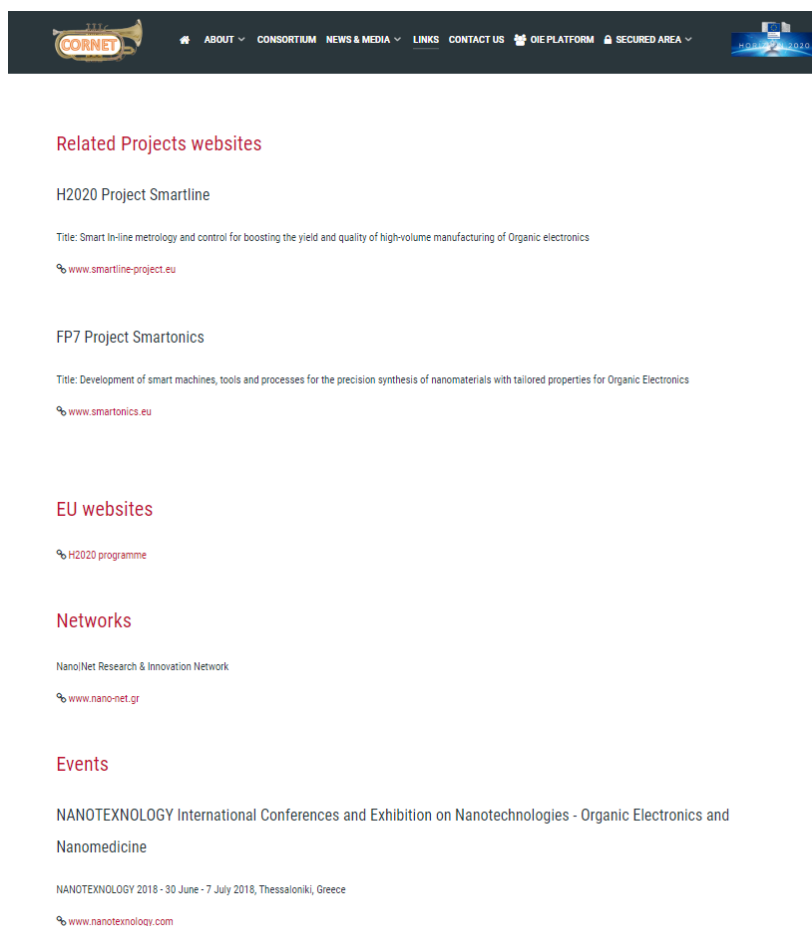 CORNET
ABOUT CONSORTIUM NEWS & MEDIA LINKS CONTACT US OIE PLATFORM SECURED AREA
HORIZON 2020
Related Projects websites
H2020 Project Smartline
Title: Smart In-line metrology and control for boosting the yield and quality of high-volume manufacturing of Organic electronics
www.smartline-project.eu
FP7 Project Smartonics
Title: Development of smart machines, tools and processes for the precision synthesis of nanomaterials with tailored properties for Organic Electronics
www.smartonics.eu
EU websites
H2020 programme
Networks
Nano|Net Research & Innovation Network
www.nano-net.gr
Events
NANOTEXNOLOGY International Conferences and Exhibition on Nanotechnologies - Organic Electronics and
Nanomedicine
NANOTEXNOLOGY 2018 - 30 June - 7 July 2018, Thessaloniki, Greece
www.nanotexnology.com